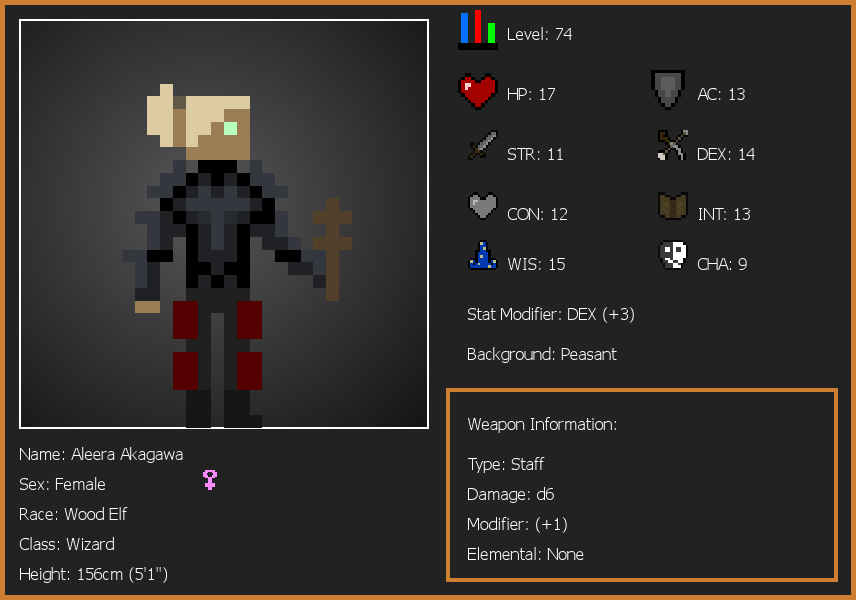 Level: 74
HP: 17
AC: 13
STR: 11
DEX: 14
CON: 12
INT: 13
WIS: 15
CHA: 9
Stat Modifier: DEX (+3)
Background: Peasant
Weapon Information:
Type: Staff
Damage: d6
Modifier: (+1)
Elemental: None
Name: Aleera Akagawa
Sex: Female
Race: Wood Elf
Class: Wizard
Height: 156cm (5'1")